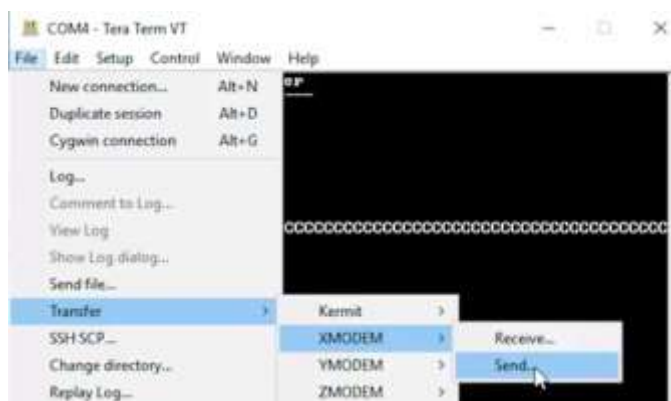 COM4 - Tera Term VT
File Edit Setup Control Window Help
New connection... Alt+N
Duplicate session Alt+D
Cygwin connection Alt+G
Log...
Comment to Log...
View Log
Show Log dialog...
Send file...
Transfer
SSH SCP...
Change directory...
Replay Log...
Kermit
XMODEM
YMODEM
ZMODEM
Receive...
Send...
er